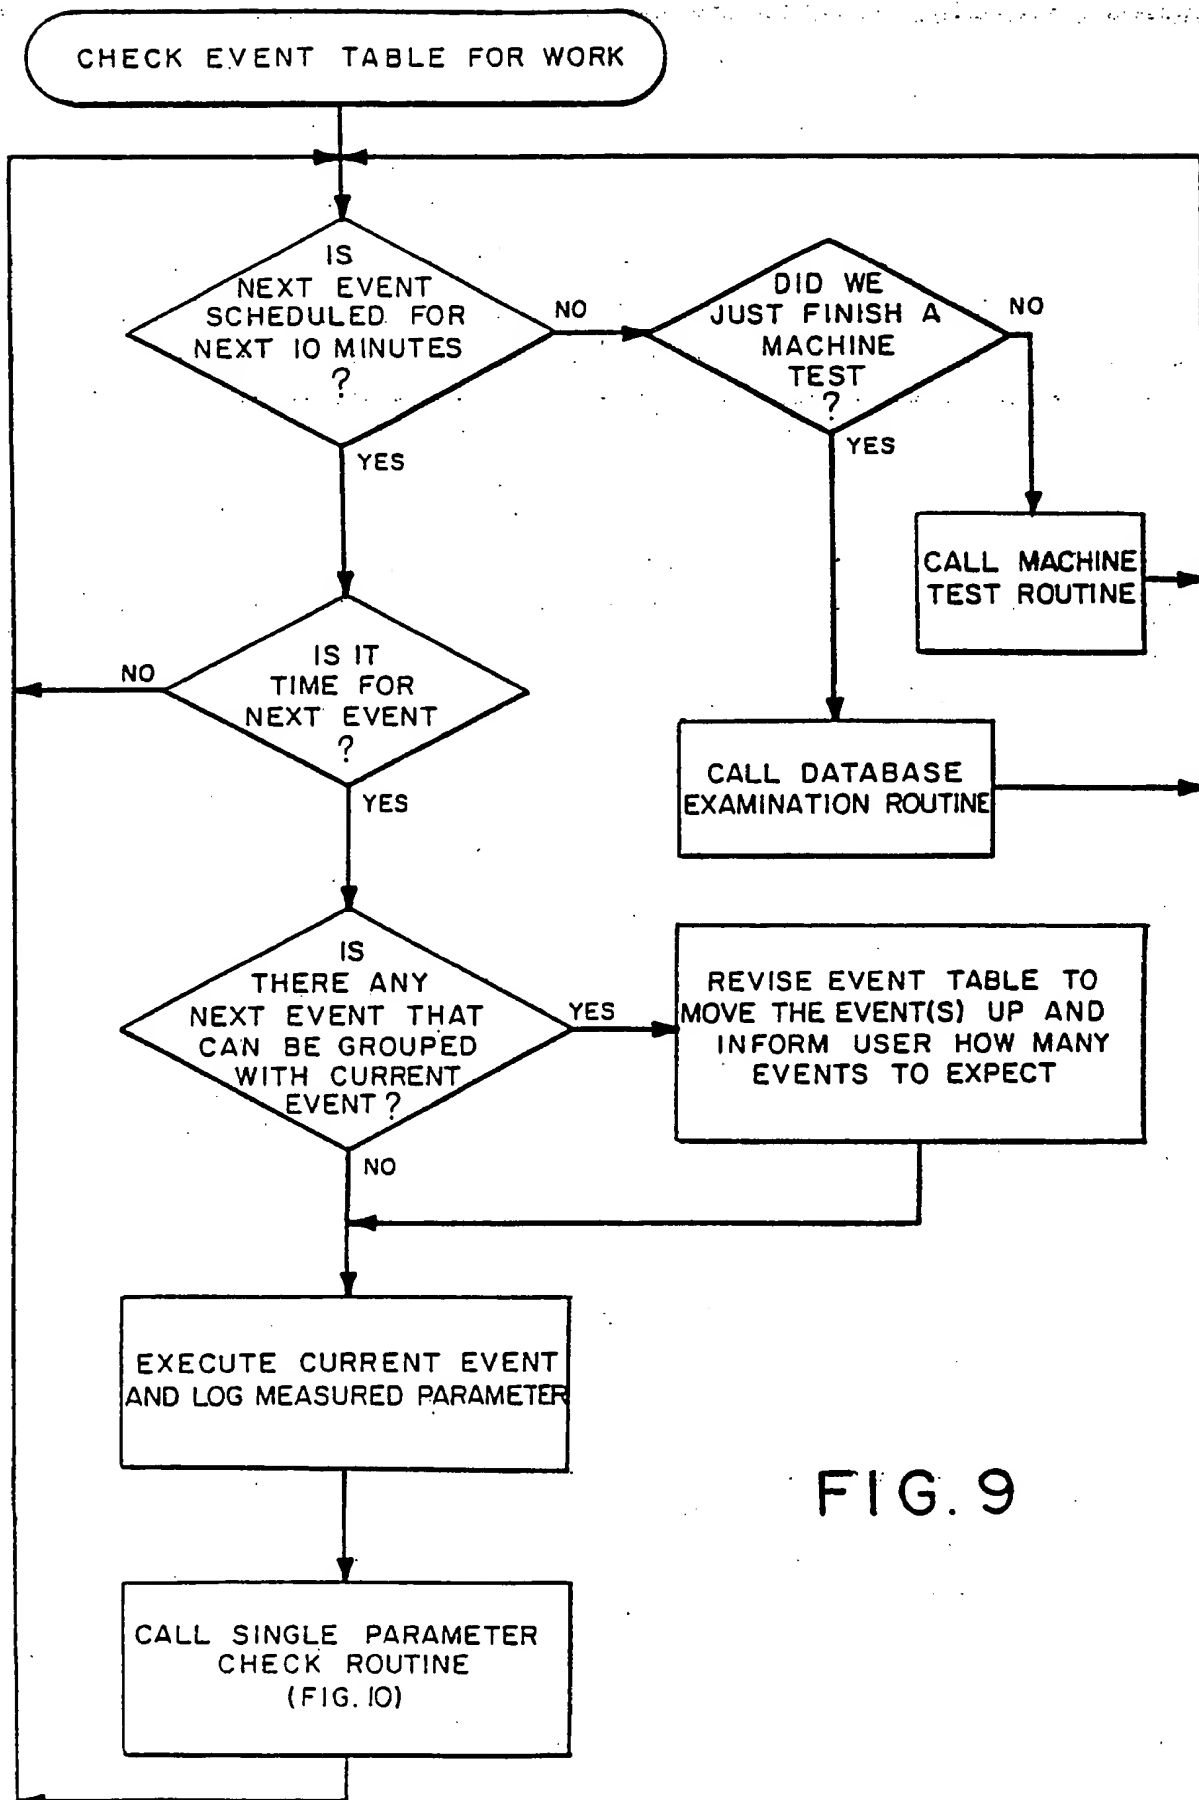 CHECK EVENT TABLE FOR WORK
IS
NEXT EVENT
SCHEDULED FOR
NEXT 10 MINUTES
?
NO
YES
DID WE
JUST FINISH A
MACHINE
TEST
?
NO
YES
CALL MACHINE
TEST ROUTINE
IS IT
TIME FOR
NEXT EVENT
?
NO
YES
CALL DATABASE
EXAMINATION ROUTINE
IS
THERE ANY
NEXT EVENT THAT
CAN BE GROUPED
WITH CURRENT
EVENT?
YES
NO
REVISE EVENT TABLE TO
MOVE THE EVENT(S) UP AND
INFORM USER HOW MANY
EVENTS TO EXPECT
EXECUTE CURRENT EVENT
AND LOG MEASURED PARAMETER
CALL SINGLE PARAMETER
CHECK ROUTINE
(FIG. 10)
FIG. 9